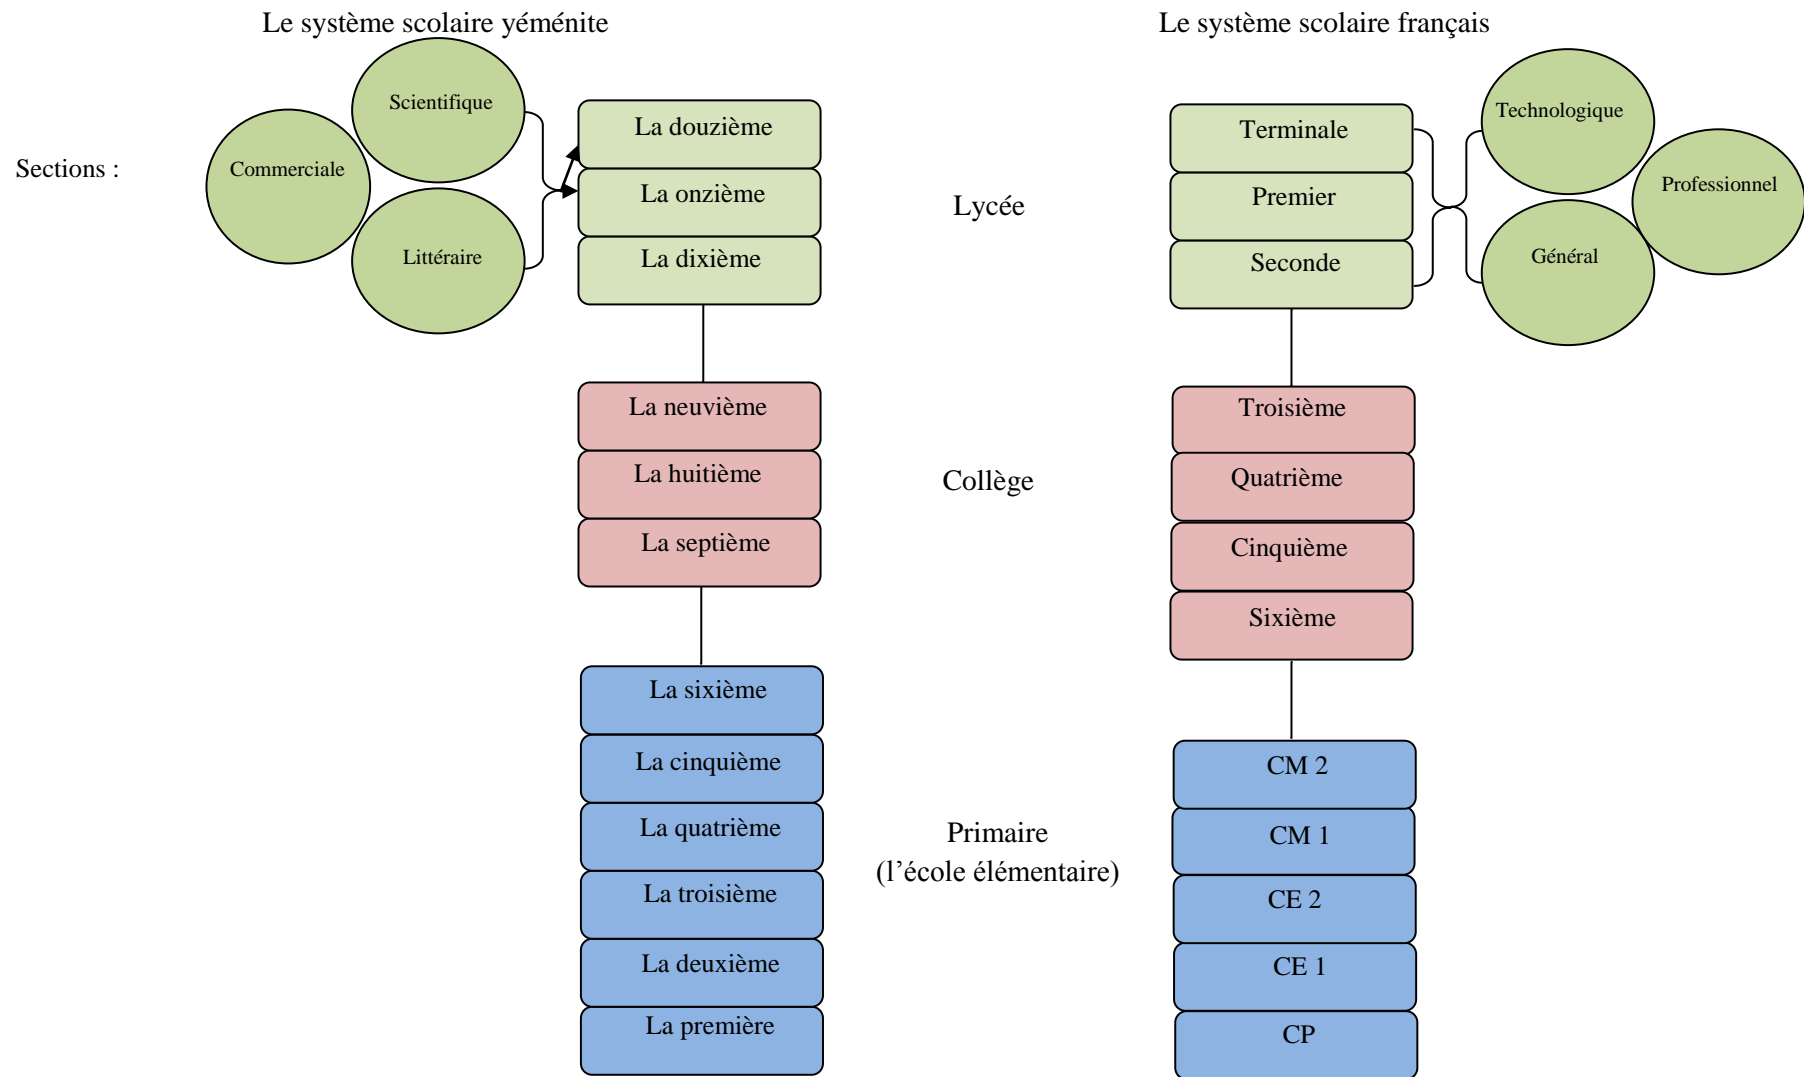 Le système scolaire yéménite
Le système scolaire français
Sections :
Scientifique
Commerciale
Littéraire
La douzième
La onzième
La dixième
Lycée
Terminale
Premier
Seconde
Technologique
Professionnel
Général
La neuvième
La huitième
La septième
Collège
Troisième
Quatrième
Cinquième
Sixième
La sixième
La cinquième
La quatrième
La troisième
La deuxième
La première
Primaire
(l’école élémentaire)
CM 2
CM 1
CE 2
CE 1
CP